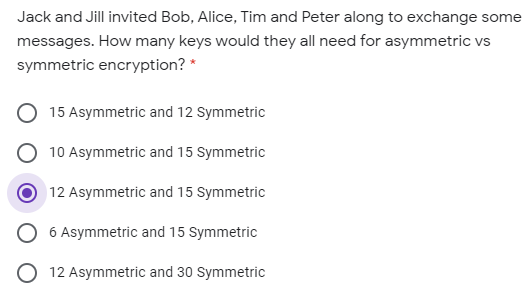 Jack and Jill invited Bob, Alice, Tim and Peter along to exchange some
messages. How many keys would they all need for asymmetric vs
symmetric encryption? *
15 Asymmetric and 12 Symmetric
10 Asymmetric and 15 Symmetric
12 Asymmetric and 15 Symmetric
6 Asymmetric and 15 Symmetric
12 Asymmetric and 30 Symmetric